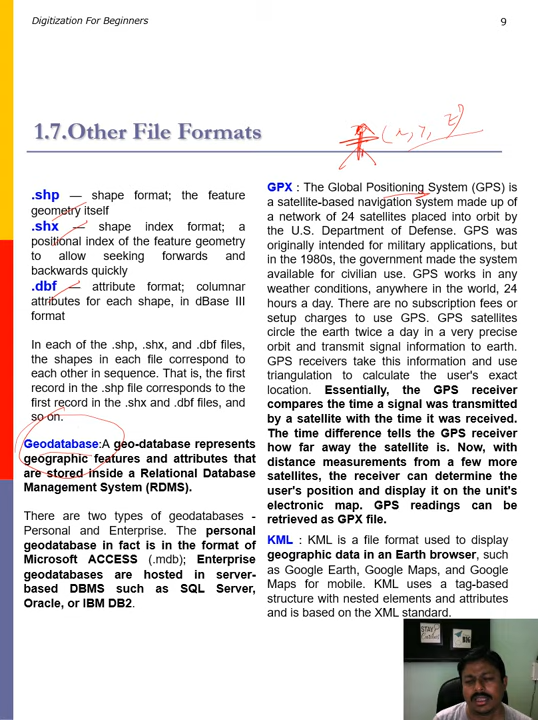 Digitization For Beginners
9
1.7.Other File Formats
(x, y, z)
.shp — shape format; the feature
geometry itself
.shx — shape index format; a
positional index of the feature geometry
to allow seeking forwards and
backwards quickly
.dbf — attribute format; columnar
attributes for each shape, in dBase III
format
In each of the .shp, .shx, and .dbf files,
the shapes in each file correspond to
each other in sequence. That is, the first
record in the .shp file corresponds to the
first record in the .shx and .dbf files, and
so on.
Geodatabase:A geo-database represents
geographic features and attributes that
are stored inside a Relational Database
Management System (RDMS).
There are two types of geodatabases -
Personal and Enterprise. The personal
geodatabase in fact is in the format of
Microsoft ACCESS (.mdb); Enterprise
geodatabases are hosted in server-
based DBMS such as SQL Server,
Oracle, or IBM DB2.
GPX : The Global Positioning System (GPS) is
a satellite-based navigation system made up of
a network of 24 satellites placed into orbit by
the U.S. Department of Defense. GPS was
originally intended for military applications, but
in the 1980s, the government made the system
available for civilian use. GPS works in any
weather conditions, anywhere in the world, 24
hours a day. There are no subscription fees or
setup charges to use GPS. GPS satellites
circle the earth twice a day in a very precise
orbit and transmit signal information to earth.
GPS receivers take this information and use
triangulation to calculate the user's exact
location. Essentially, the GPS receiver
compares the time a signal was transmitted
by a satellite with the time it was received.
The time difference tells the GPS receiver
how far away the satellite is. Now, with
distance measurements from a few more
satellites, the receiver can determine the
user's position and display it on the unit's
electronic map. GPS readings can be
retrieved as GPX file.
KML : KML is a file format used to display
geographic data in an Earth browser, such
as Google Earth, Google Maps, and Google
Maps for mobile. KML uses a tag-based
structure with nested elements and attributes
and is based on the XML standard.
STAY